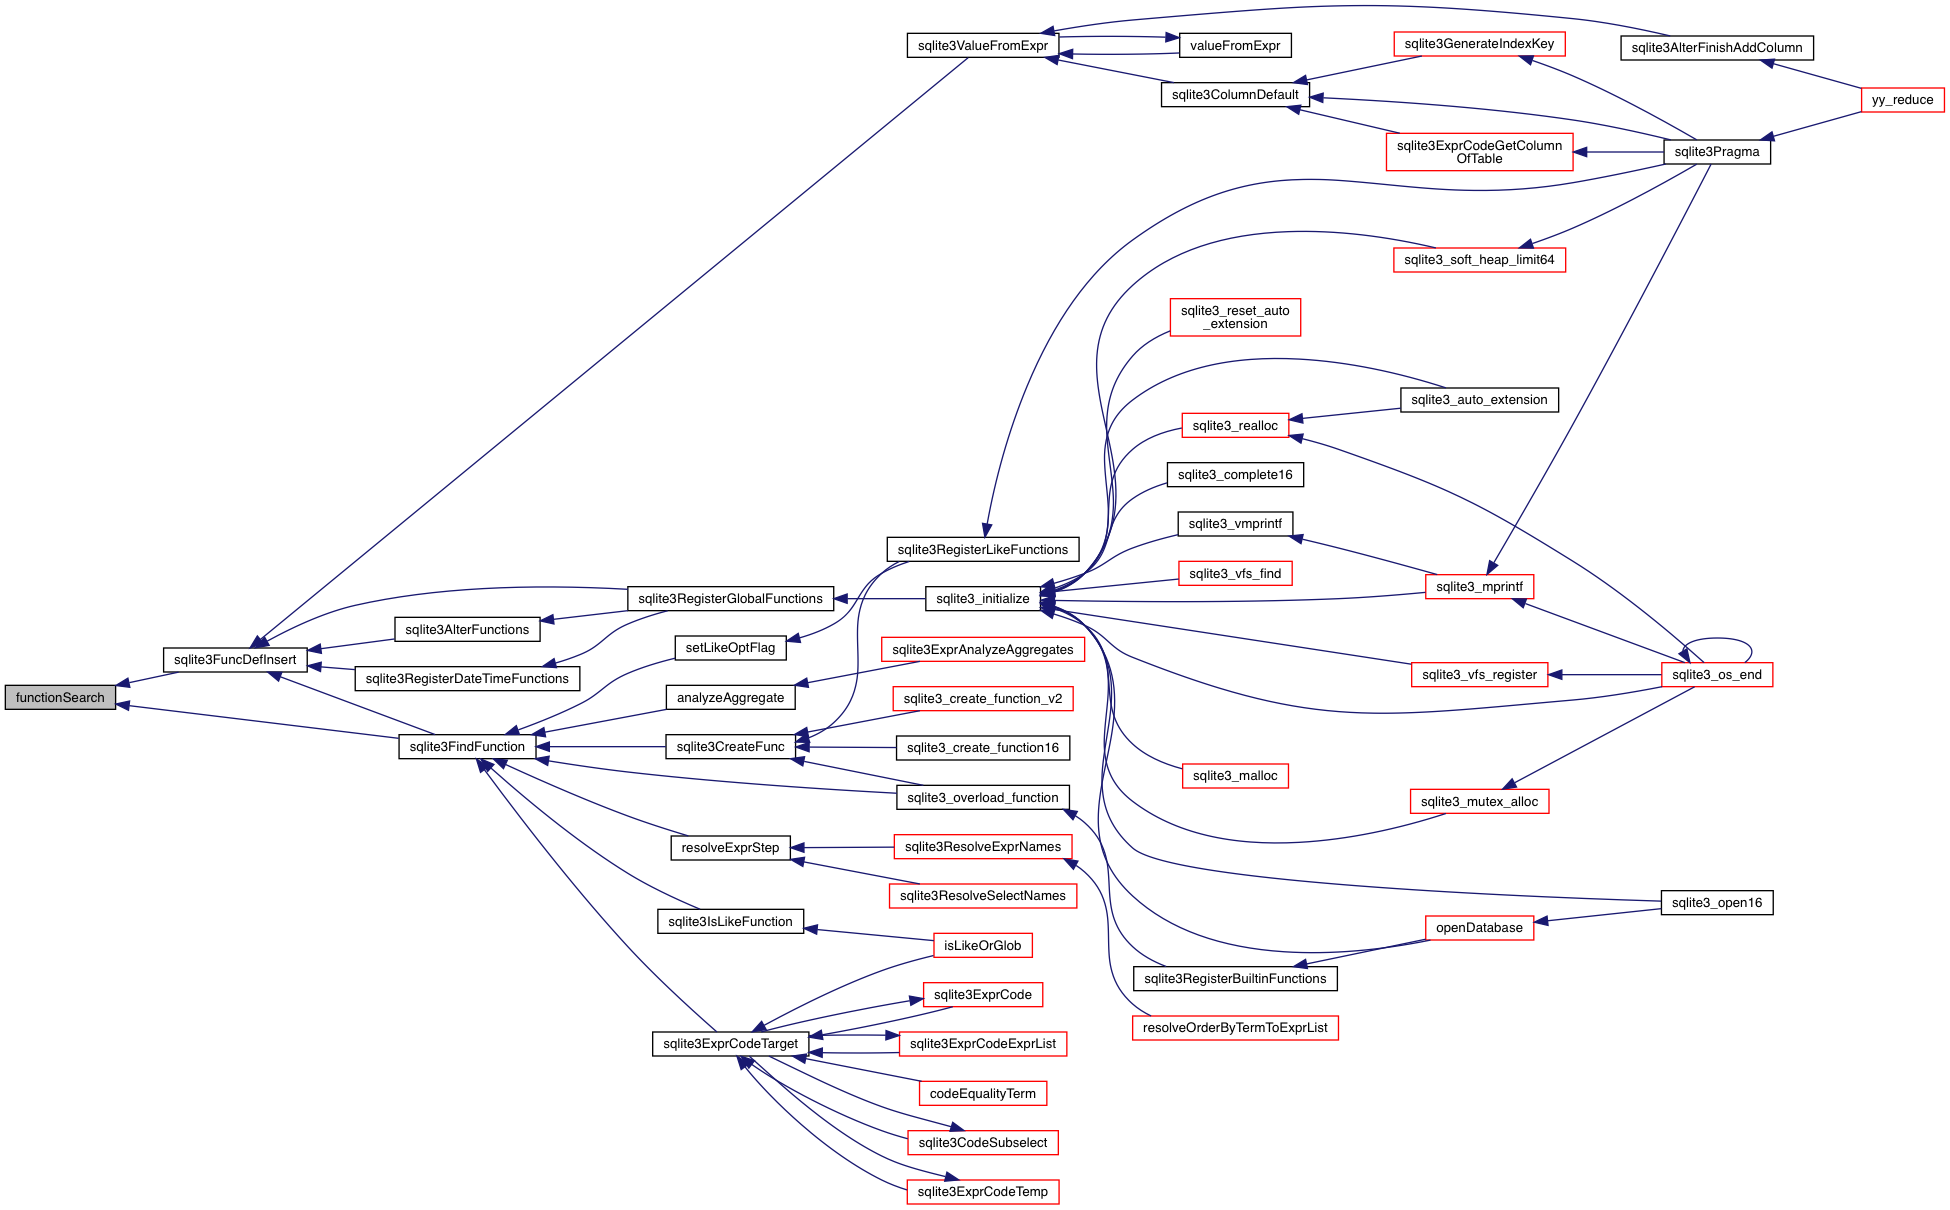 functionSearch
sqlite3FuncDefInsert
sqlite3ValueFromExpr
valueFromExpr
sqlite3ColumnDefault
sqlite3GenerateIndexKey
sqlite3AlterFinishAddColumn
yy_reduce
sqlite3Pragma
sqlite3ExprCodeGetColumn
OfTable
sqlite3_soft_heap_limit64
sqlite3_reset_auto
_extension
sqlite3_auto_extension
sqlite3_realloc
sqlite3_complete16
sqlite3_vmprintf
sqlite3RegisterLikeFunctions
sqlite3_vfs_find
sqlite3_mprintf
sqlite3RegisterGlobalFunctions
sqlite3_initialize
sqlite3AlterFunctions
setLikeOptFlag
sqlite3ExprAnalyzeAggregates
sqlite3RegisterDateTimeFunctions
sqlite3_vfs_register
sqlite3_os_end
analyzeAggregate
sqlite3_create_function_v2
sqlite3FindFunction
sqlite3CreateFunc
sqlite3_create_function16
sqlite3_malloc
sqlite3_overload_function
sqlite3_mutex_alloc
resolveExprStep
sqlite3ResolveExprNames
sqlite3ResolveSelectNames
sqlite3_open16
sqlite3IsLikeFunction
openDatabase
isLikeOrGlob
sqlite3RegisterBuiltinFunctions
sqlite3ExprCode
resolveOrderByTermToExprList
sqlite3ExprCodeTarget
sqlite3ExprCodeExprList
codeEqualityTerm
sqlite3CodeSubselect
sqlite3ExprCodeTemp